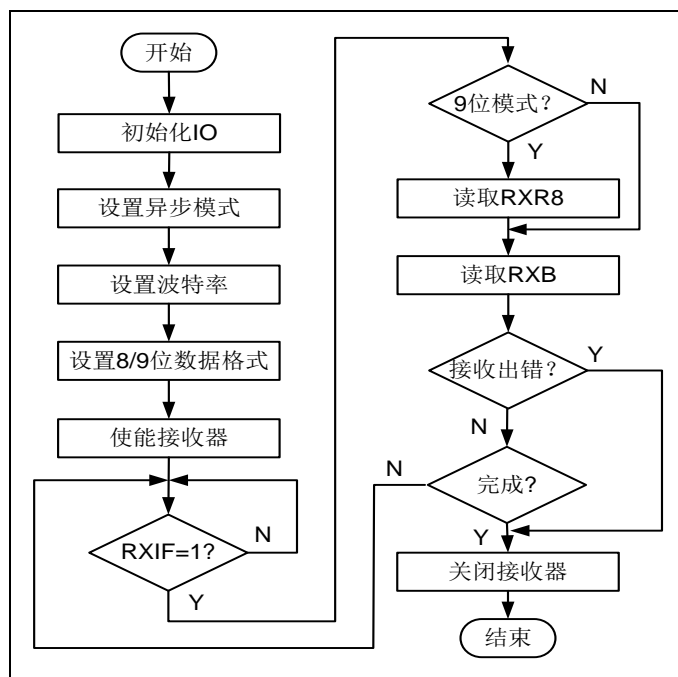 开始
初始化IO
设置异步模式
设置波特率
设置8/9位数据格式
使能接收器
RXIF=1?
N
Y
9位模式？
N
Y
读取RXR8
读取RXB
接收出错？
Y
N
完成？
N
Y
关闭接收器
结束